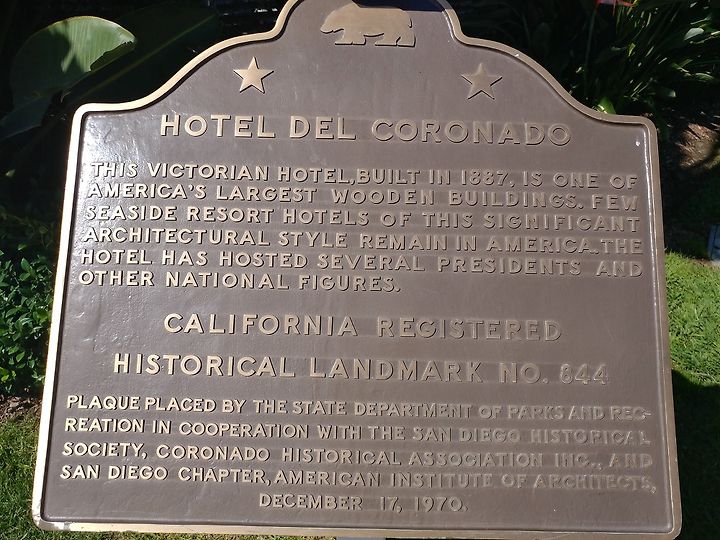 HOTEL DEL CORONADO
THIS VICTORIAN HOTEL, BUILT IN 1887, IS ONE OF
AMERICA'S LARGEST WOODEN BUILDINGS. FEW
SEASIDE RESORT HOTELS OF THIS SIGNIFICANT
ARCHITECTURAL STYLE REMAIN IN AMERICA. THE
HOTEL HAS HOSTED SEVERAL PRESIDENTS AND
OTHER NATIONAL FIGURES.
CALIFORNIA REGISTERED
HISTORICAL LANDMARK NO. 844
PLAQUE PLACED BY THE STATE DEPARTMENT OF PARKS AND REC-
REATION IN COOPERATION WITH THE SAN DIEGO HISTORICAL
SOCIETY, CORONADO HISTORICAL ASSOCIATION INC., AND
SAN DIEGO CHAPTER, AMERICAN INSTITUTE OF ARCHITECTS,
DECEMBER 17, 1970.